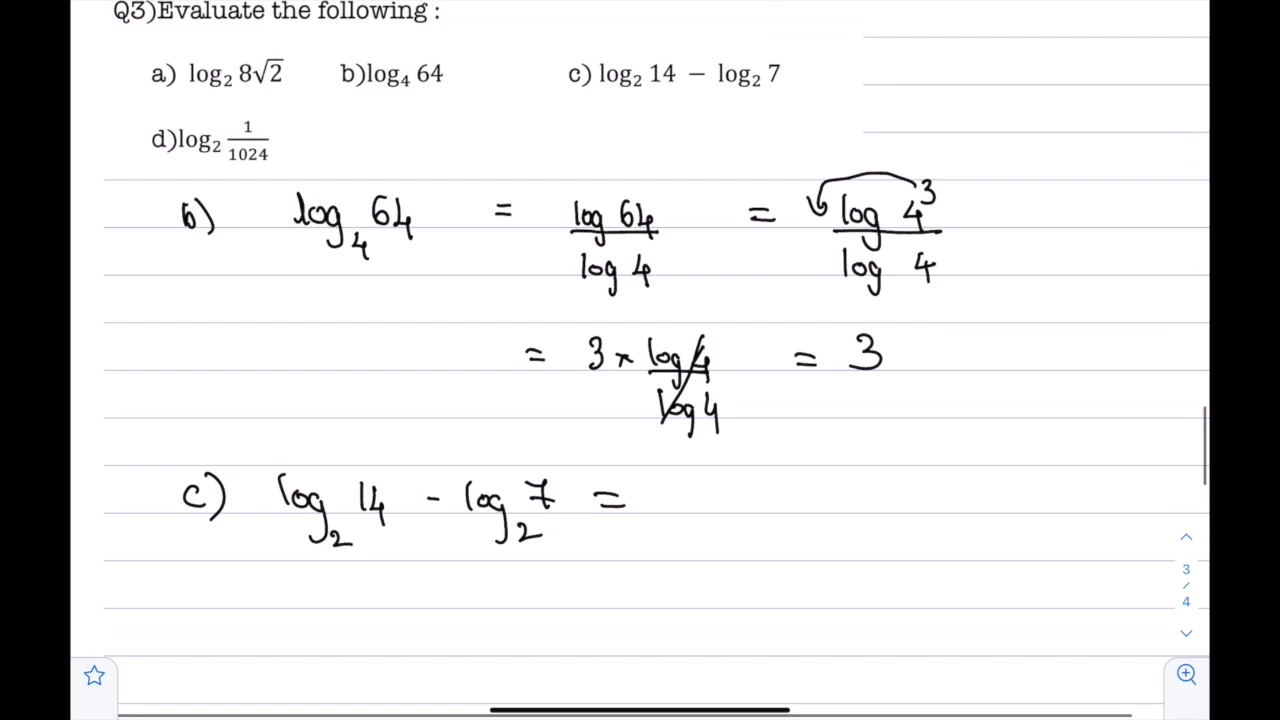 Q3)Evaluate the following :
a) log₂ 8√2 b)log₄ 64 c) log₂ 14 − log₂ 7
d)log₂ 1/1024
b) log₄ 64 = log 64 / log 4 = log 4³ / log 4
= 3 × log 4 / log 4 = 3
c) log₂ 14 - log₂ 7 =
3
/
4